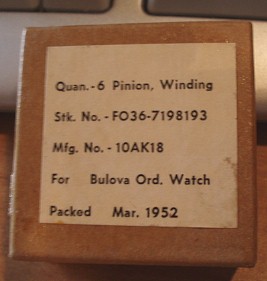 Quan.-6 Pinion, Winding
Stk. No.-FO36-7198193
Mfg. No.-10AK18
For Bulova Ord. Watch
Packed Mar. 1952